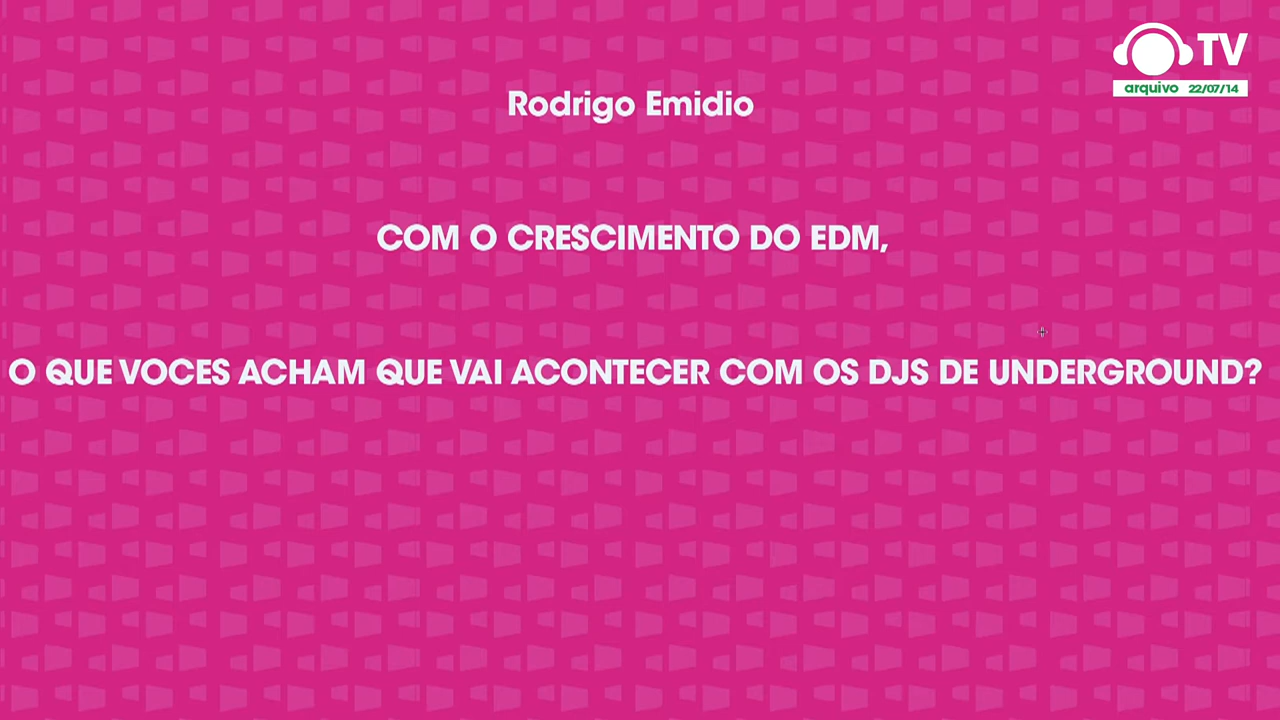 TV
arquivo 22/07/14
Rodrigo Emidio
COM O CRESCIMENTO DO EDM,
O QUE VOCES ACHAM QUE VAI ACONTECER COM OS DJS DE UNDERGROUND?